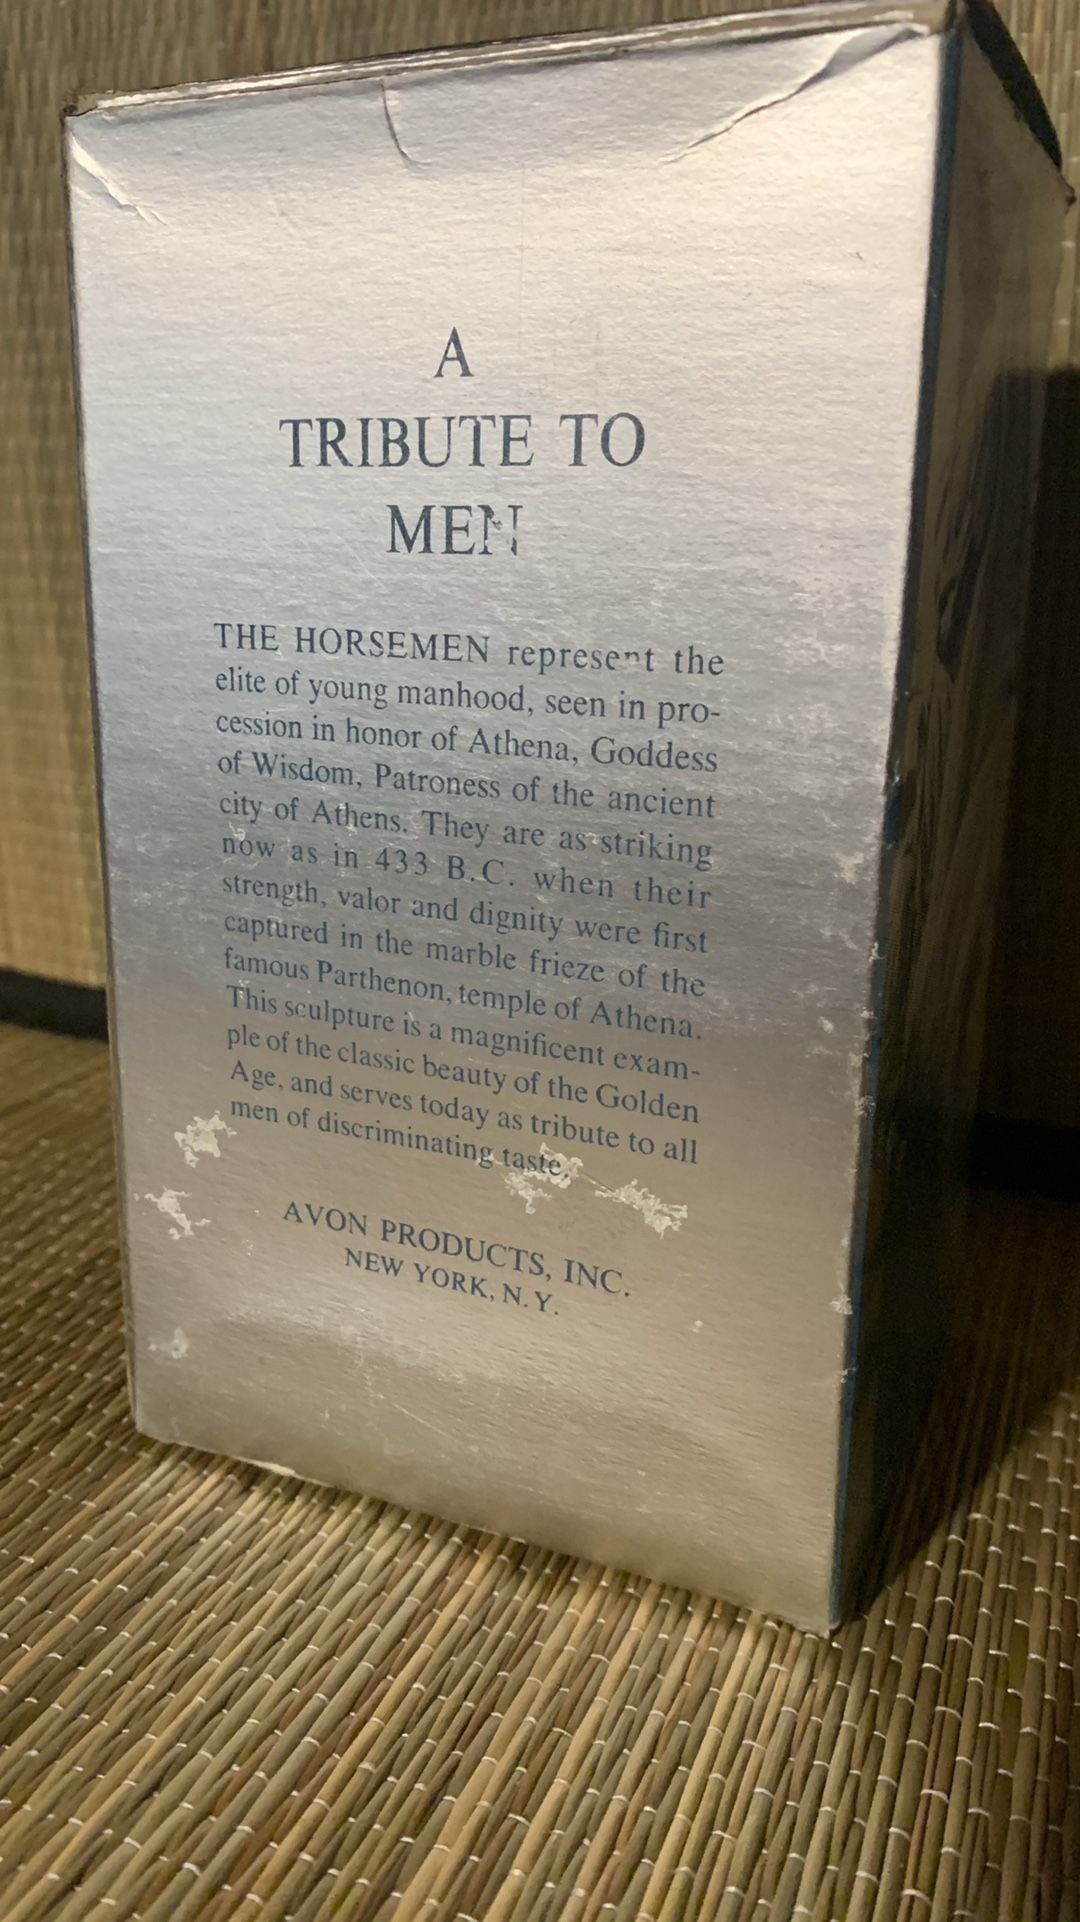 A
TRIBUTE TO
MEN
THE HORSEMEN represent the
elite of young manhood, seen in pro-
cession in honor of Athena, Goddess
of Wisdom, Patroness of the ancient
city of Athens. They are as striking
now as in 433 B.C. when their
strength, valor and dignity were first
captured in the marble frieze of the
famous Parthenon, temple of Athena.
This sculpture is a magnificent exam-
ple of the classic beauty of the Golden
Age, and serves today as tribute to all
men of discriminating taste.
AVON PRODUCTS, INC.
NEW YORK, N.Y.